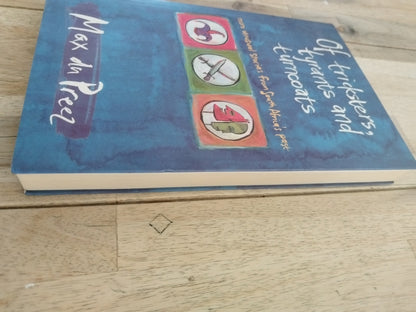 Of tricksters,
tyrants and
turncoats
more unusual stories from South Africa's past
Max du Preez